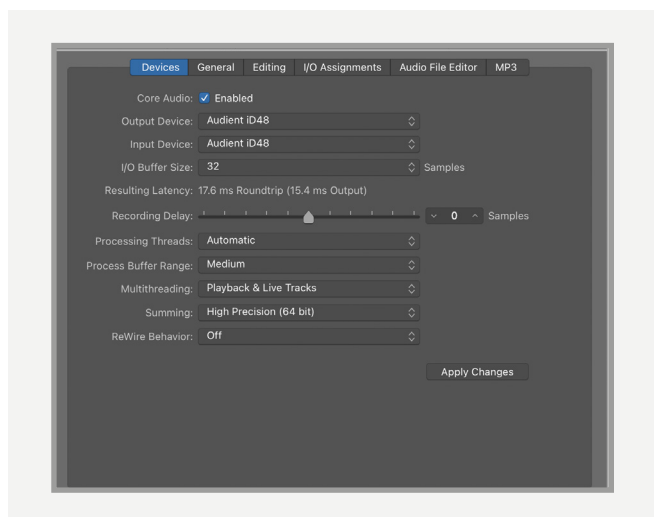 Devices General Editing I/O Assignments Audio File Editor MP3
Core Audio: Enabled
Output Device: Audient iD48
Input Device: Audient iD48
I/O Buffer Size: 32 Samples
Resulting Latency: 17.6 ms Roundtrip (15.4 ms Output)
Recording Delay: 0 Samples
Processing Threads: Automatic
Process Buffer Range: Medium
Multithreading: Playback & Live Tracks
Summing: High Precision (64 bit)
ReWire Behavior: Off
Apply Changes